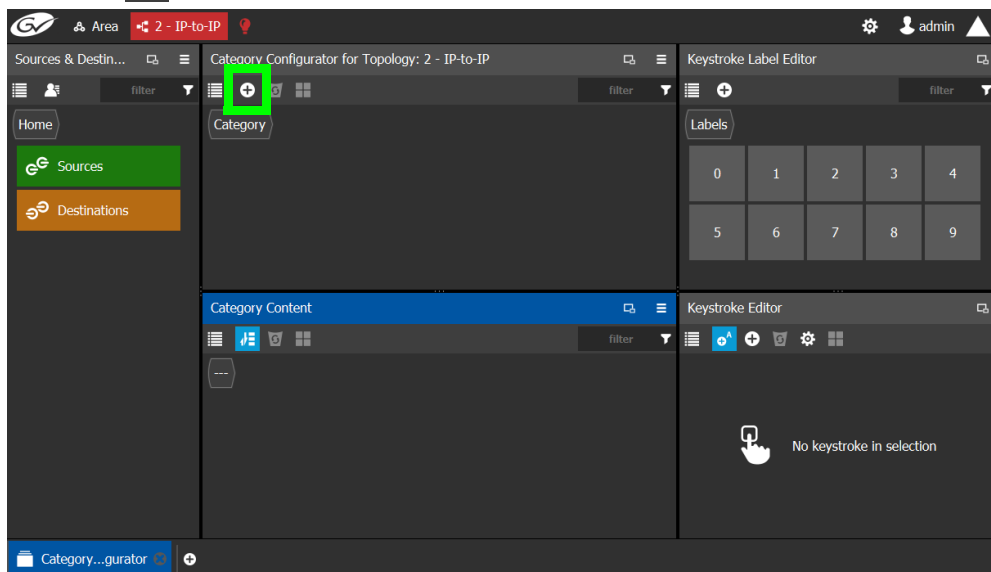 GV Area 2 - IP-to-IP admin
Sources & Destin...
filter
Home
Sources
Destinations
Category Configurator for Topology: 2 - IP-to-IP
filter
Category
Category Content
filter
---
Keystroke Label Editor
filter
Labels
0 1 2 3 4
5 6 7 8 9
Keystroke Editor
No keystroke in selection
Category...gurator